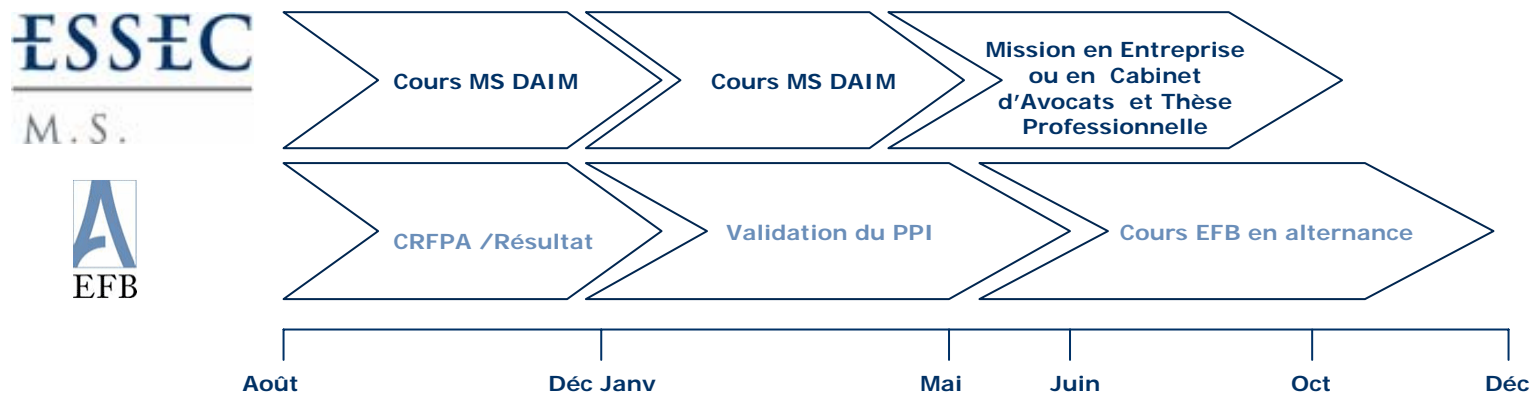 ESSEC
M.S.
Cours MS DAIM
Cours MS DAIM
Mission en Entreprise
ou en Cabinet
d'Avocats et Thèse
Professionnelle
EFB
CRFPA /Résultat
Validation du PPI
Cours EFB en alternance
Août
Déc Janv
Mai
Juin
Oct
Déc